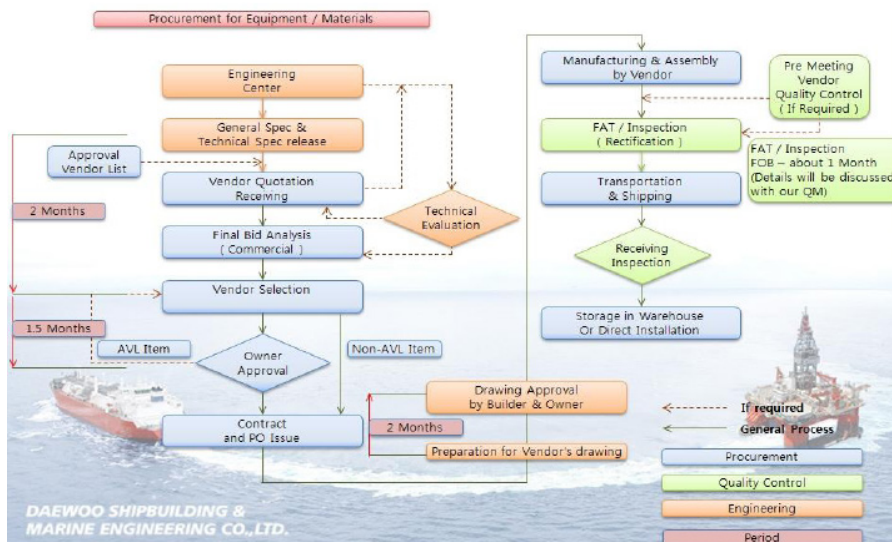 Procurement for Equipment / Materials
Engineering
Center
General Spec &
Technical Spec release
Approval
Vendor List
Vendor Quotation
Receiving
2 Months
Technical
Evaluation
Final Bid Analysis
( Commercial )
Vendor Selection
1.5 Months
AVL Item
Owner
Approval
Non-AVL Item
Contract
and PO Issue
Drawing Approval
by Builder & Owner
2 Months
Preparation for Vendor's drawing
Manufacturing & Assembly
by Vendor
Pre Meeting
Vendor
Quality Control
( If Required )
FAT / Inspection
( Rectification )
FAT / Inspection
FOB – about 1 Month
(Details will be discussed
with our QM)
Transportation
& Shipping
Receiving
Inspection
Storage in Warehouse
Or Direct Installation
If required
General Process
Procurement
Quality Control
Engineering
Period
DAEWOO SHIPBUILDING &
MARINE ENGINEERING CO.,LTD.